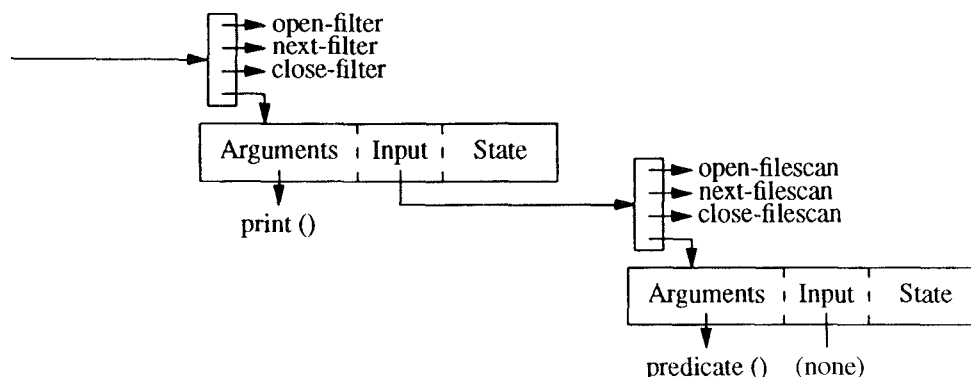 open-filter
next-filter
close-filter
Arguments Input State
print ()
open-filescan
next-filescan
close-filescan
Arguments Input State
predicate () (none)